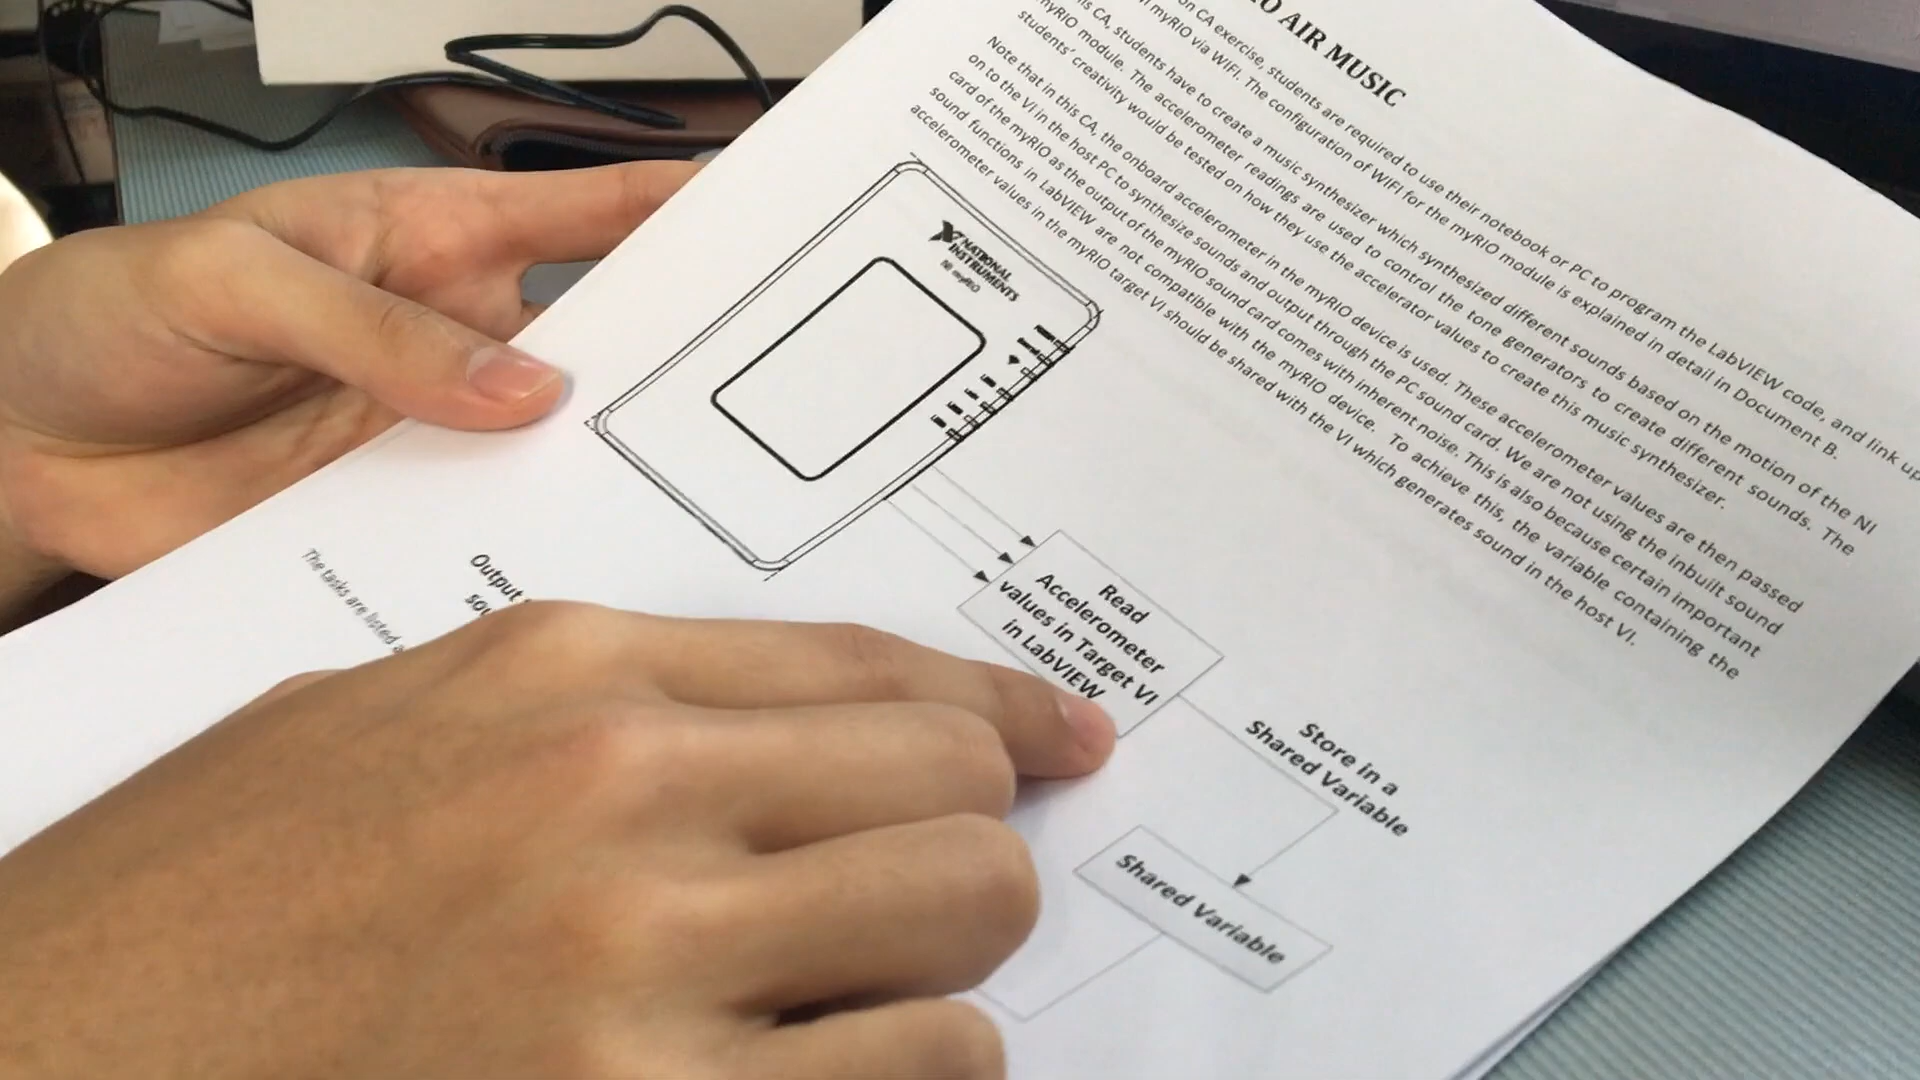 O AIR MUSIC
on CA exercise, students are required to use their notebook or PC to program the LabVIEW code, and link up
myRIO via WIFI. The configuration of WIFI for the myRIO module is explained in detail in Document B.
is CA, students have to create a music synthesizer which synthesized different sounds based on the motion of the NI
myRIO module. The accelerometer readings are used to control the tone generators to create different sounds. The
students' creativity would be tested on how they use the accelerator values to create this music synthesizer.
Note that in this CA, the onboard accelerometer in the myRIO device is used. These accelerometer values are then passed
on to the VI in the host PC to synthesize sounds and output through the PC sound card. We are not using the inbuilt sound
card of the myRIO as the output of the myRIO sound card comes with inherent noise. This is also because certain important
sound functions in LabVIEW are not compatible with the myRIO device. To achieve this, the variable containing the
accelerometer values in the myRIO target VI should be shared with the VI which generates sound in the host VI.
NATIONAL
INSTRUMENTS
NI myRIO
Read
Accelerometer
values in Target VI
in LabVIEW
Store in a
Shared Variable
Shared Variable
Output
sou
The tasks are listed a